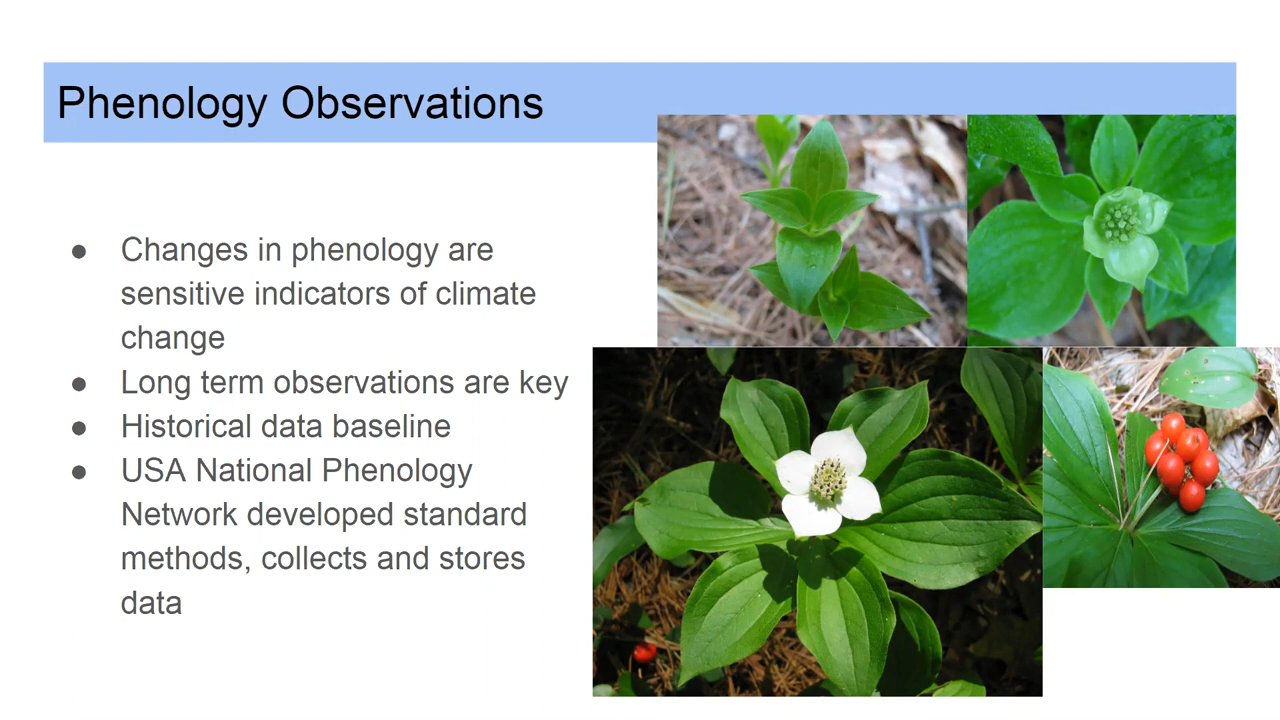 Phenology Observations
● Changes in phenology are
sensitive indicators of climate
change
● Long term observations are key
● Historical data baseline
● USA National Phenology
Network developed standard
methods, collects and stores
data